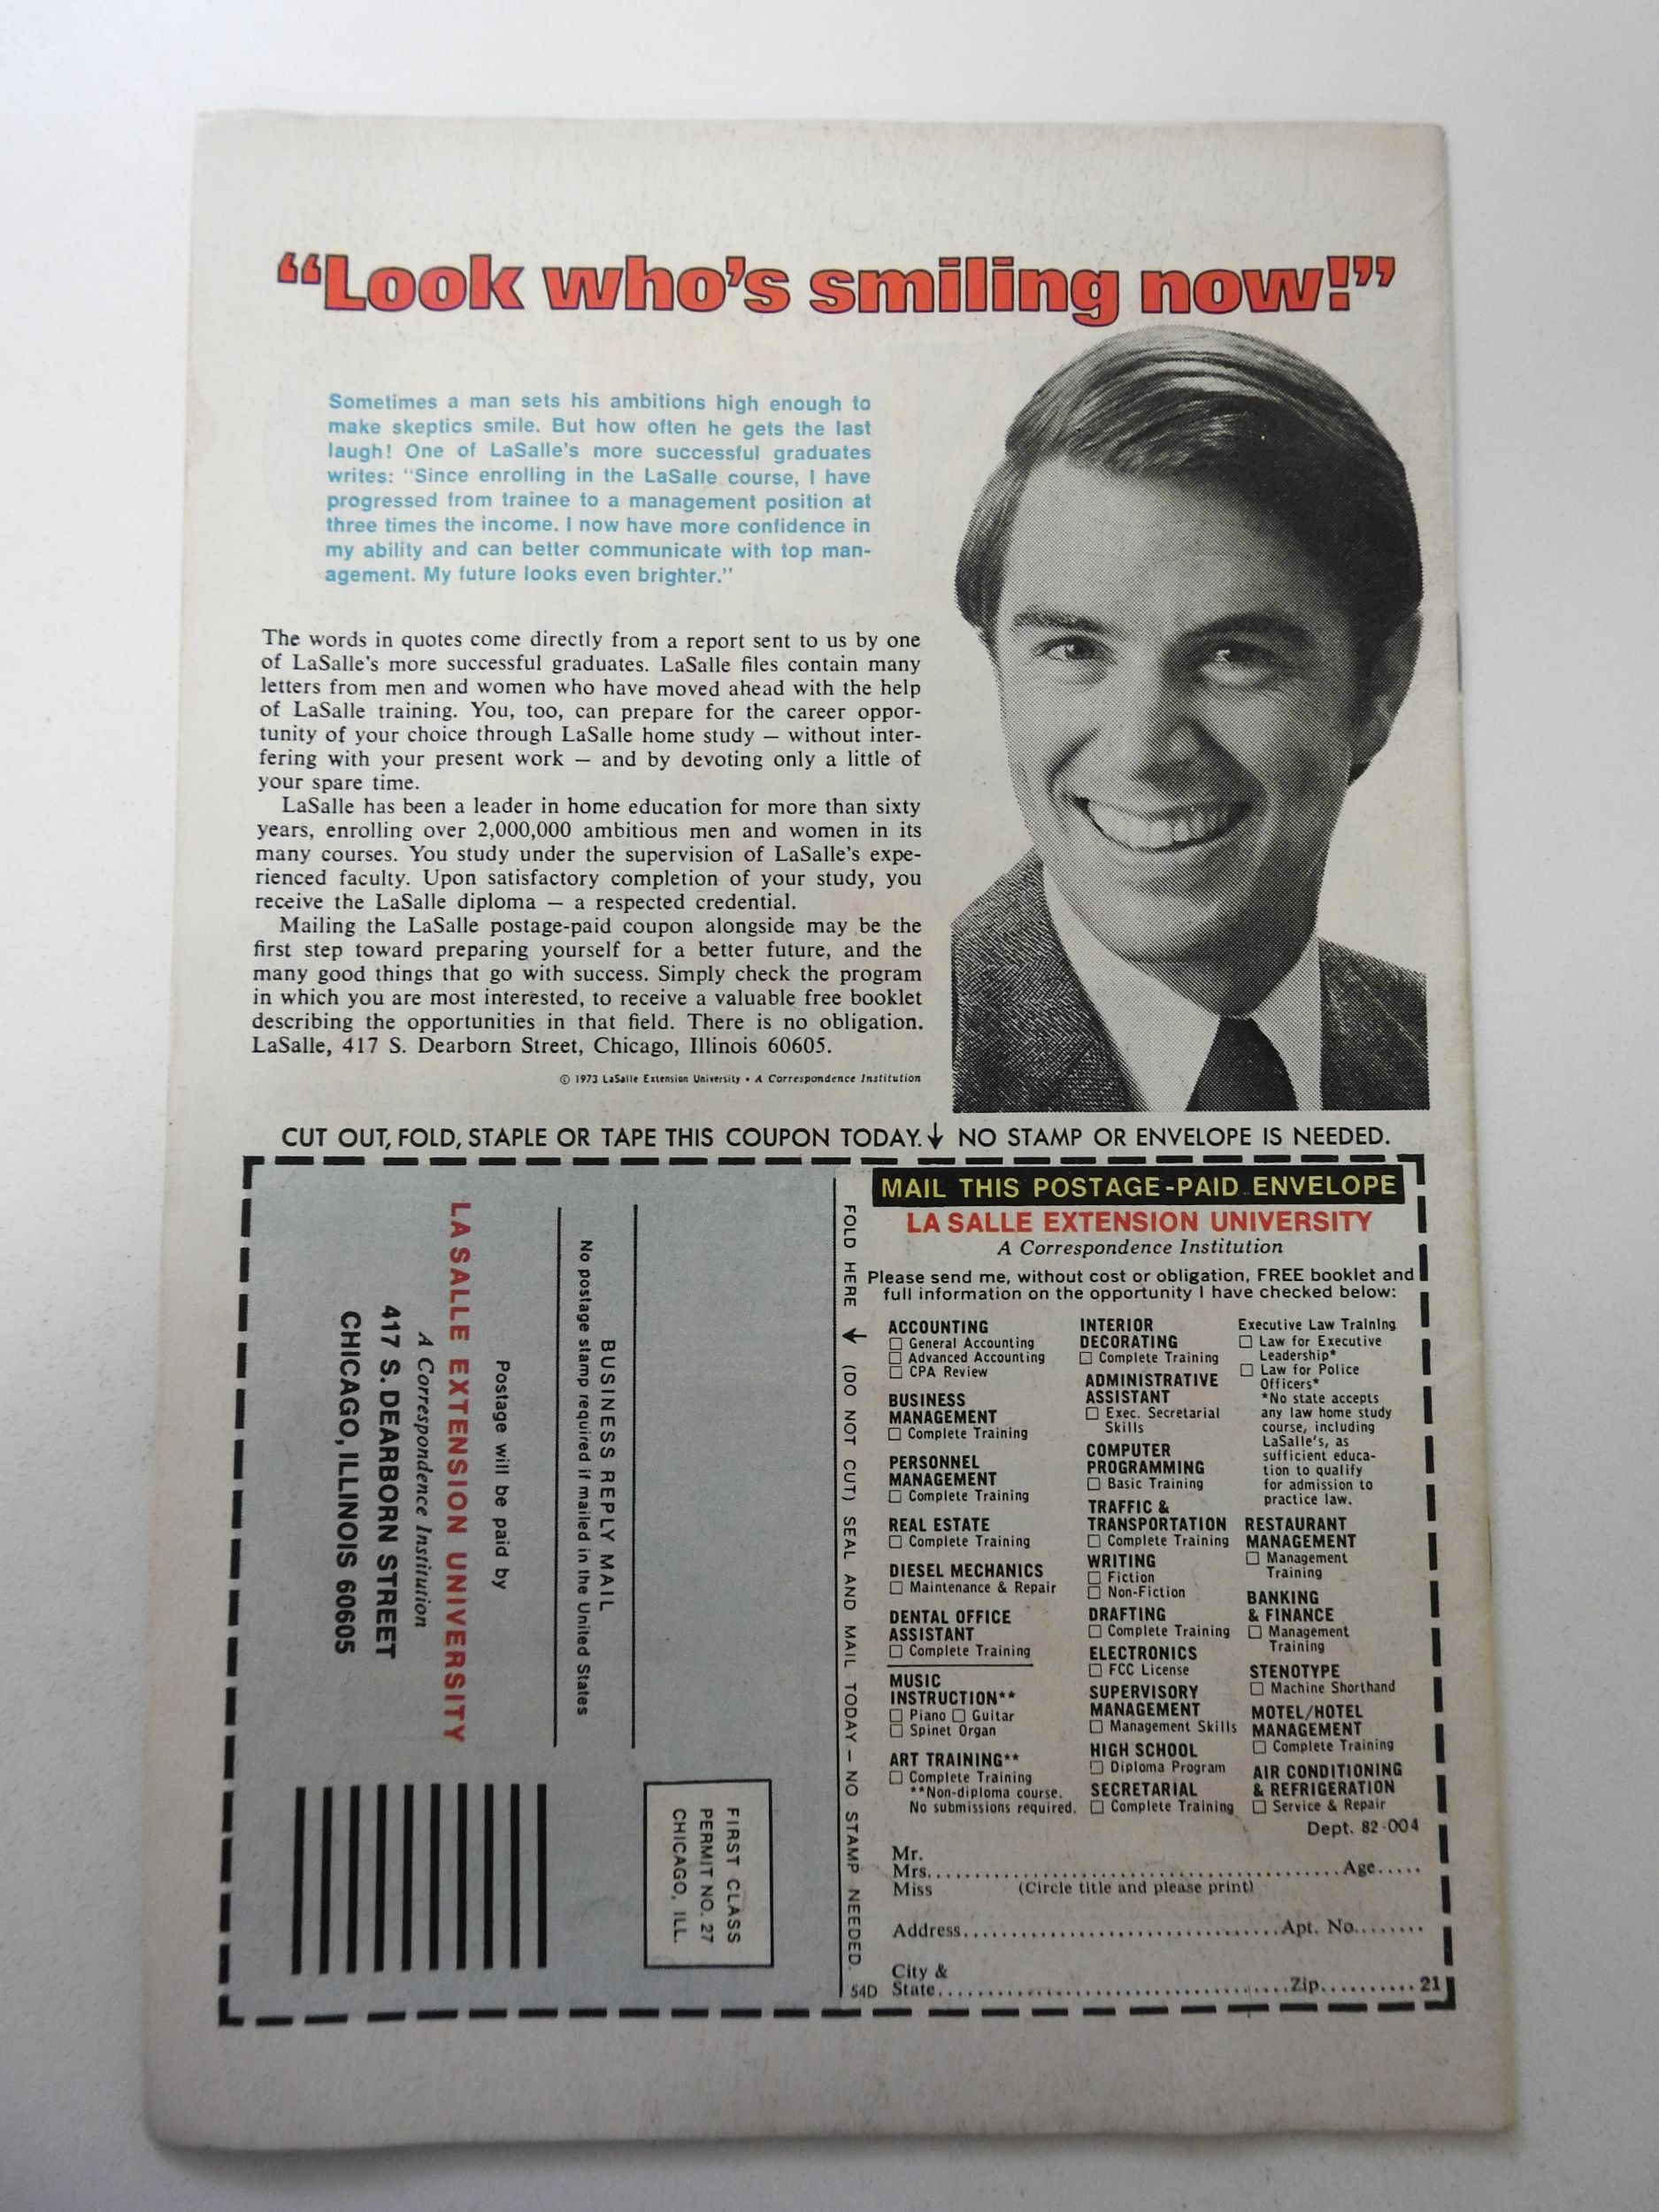 “Look who’s smiling now!”
Sometimes a man sets his ambitions high enough to
make skeptics smile. But how often he gets the last
laugh! One of LaSalle’s more successful graduates
writes: “Since enrolling in the LaSalle course, I have
progressed from trainee to a management position at
three times the income. I now have more confidence in
my ability and can better communicate with top man-
agement. My future looks even brighter.”
The words in quotes come directly from a report sent to us by one
of LaSalle’s more successful graduates. LaSalle files contain many
letters from men and women who have moved ahead with the help
of LaSalle training. You, too, can prepare for the career oppor-
tunity of your choice through LaSalle home study — without inter-
fering with your present work — and by devoting only a little of
your spare time.
LaSalle has been a leader in home education for more than sixty
years, enrolling over 2,000,000 ambitious men and women in its
many courses. You study under the supervision of LaSalle’s expe-
rienced faculty. Upon satisfactory completion of your study, you
receive the LaSalle diploma — a respected credential.
Mailing the LaSalle postage-paid coupon alongside may be the
first step toward preparing yourself for a better future, and the
many good things that go with success. Simply check the program
in which you are most interested, to receive a valuable free booklet
describing the opportunities in that field. There is no obligation.
LaSalle, 417 S. Dearborn Street, Chicago, Illinois 60605.
© 1973 LaSalle Extension University • A Correspondence Institution
CUT OUT, FOLD, STAPLE OR TAPE THIS COUPON TODAY.↓ NO STAMP OR ENVELOPE IS NEEDED.
FIRST CLASS
PERMIT NO. 27
CHICAGO, ILL.
BUSINESS REPLY MAIL
No postage stamp required if mailed in the United States
Postage will be paid by
LA SALLE EXTENSION UNIVERSITY
A Correspondence Institution
417 S. DEARBORN STREET
CHICAGO, ILLINOIS 60605
FOLD HERE → (DO NOT CUT) SEAL AND MAIL TODAY — NO STAMP NEEDED.
MAIL THIS POSTAGE-PAID ENVELOPE
LA SALLE EXTENSION UNIVERSITY
A Correspondence Institution
Please send me, without cost or obligation, FREE booklet and
full information on the opportunity I have checked below:
ACCOUNTING
☐ General Accounting
☐ Advanced Accounting
☐ CPA Review
BUSINESS
MANAGEMENT
☐ Complete Training
PERSONNEL
MANAGEMENT
☐ Complete Training
REAL ESTATE
☐ Complete Training
DIESEL MECHANICS
☐ Maintenance & Repair
DENTAL OFFICE
ASSISTANT
☐ Complete Training
MUSIC
INSTRUCTION**
☐ Piano ☐ Guitar
☐ Spinet Organ
ART TRAINING**
☐ Complete Training
**Non-diploma course.
No submissions required.
INTERIOR
DECORATING
☐ Complete Training
ADMINISTRATIVE
ASSISTANT
☐ Exec. Secretarial
Skills
COMPUTER
PROGRAMMING
☐ Basic Training
TRAFFIC &
TRANSPORTATION
☐ Complete Training
WRITING
☐ Fiction
☐ Non-Fiction
DRAFTING
☐ Complete Training
ELECTRONICS
☐ FCC License
SUPERVISORY
MANAGEMENT
☐ Management Skills
HIGH SCHOOL
☐ Diploma Program
SECRETARIAL
☐ Complete Training
Executive Law Training
☐ Law for Executive
Leadership*
☐ Law for Police
Officers*
*No state accepts
any law home study
course, including
LaSalle’s, as
sufficient educa-
tion to qualify
for admission to
practice law.
RESTAURANT
MANAGEMENT
☐ Management
Training
BANKING
& FINANCE
☐ Management
Training
STENOTYPE
☐ Machine Shorthand
MOTEL/HOTEL
MANAGEMENT
☐ Complete Training
AIR CONDITIONING
& REFRIGERATION
☐ Service & Repair
Dept. 82-004
Mr.
Mrs. Age
Miss (Circle title and please print)
Address Apt. No.
City &
54D State Zip 21